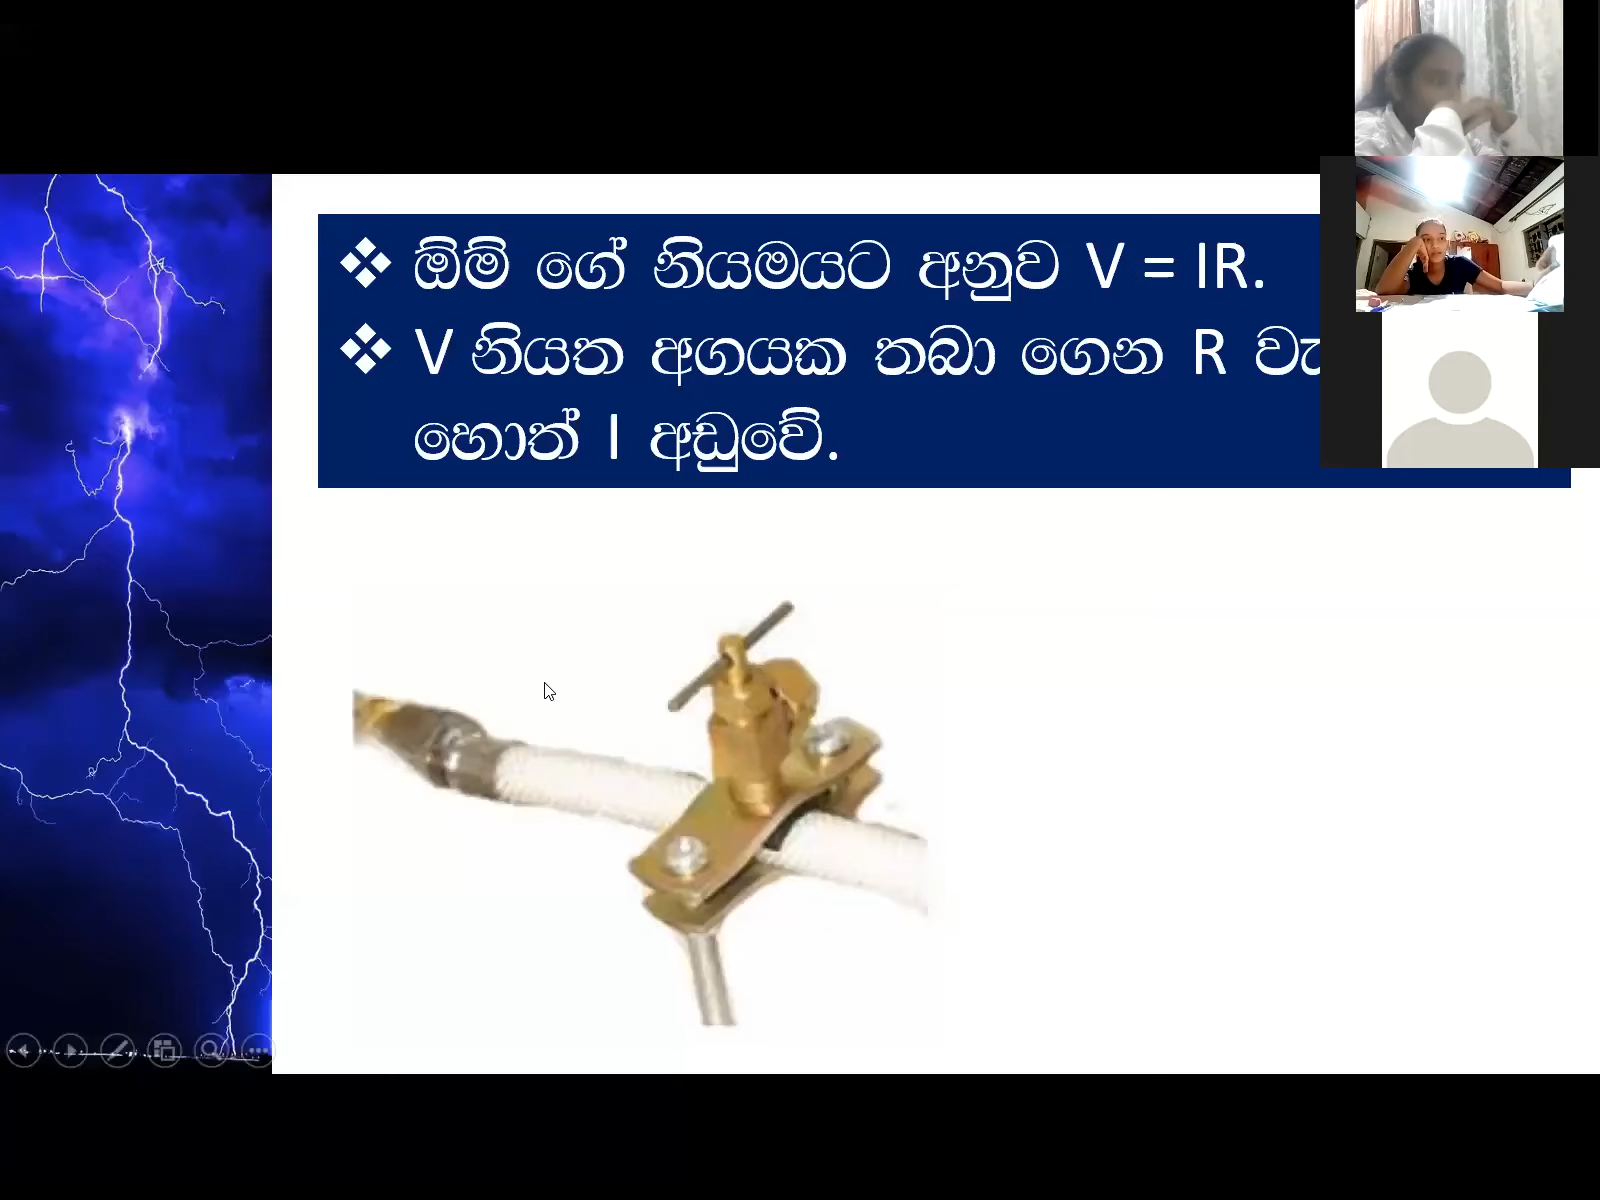 ❖ ඕම් ගේ නියමයට අනුව V = IR.
❖ V නියත අගයක තබා ගෙන R
හොත් I අඩුවේ.